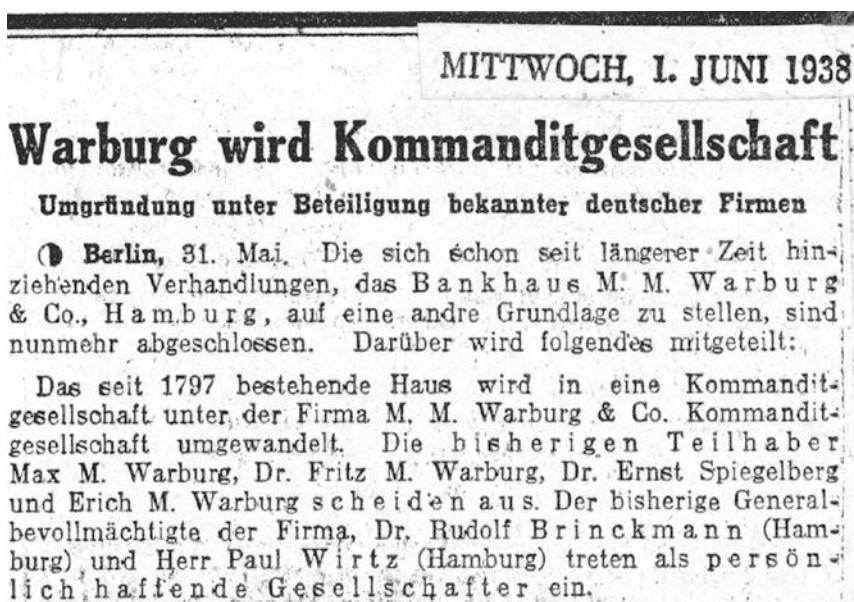 MITTWOCH, 1. JUNI 1938
Warburg wird Kommanditgesellschaft
Umgründung unter Beteiligung bekannter deutscher Firmen
Berlin, 31. Mai. Die sich schon seit längerer Zeit hin-
ziehenden Verhandlungen, das Bankhaus M. M. Warburg
& Co., Hamburg, auf eine andre Grundlage zu stellen, sind
nunmehr abgeschlossen. Darüber wird folgendes mitgeteilt:
Das seit 1797 bestehende Haus wird in eine Kommandit-
gesellschaft unter der Firma M. M. Warburg & Co. Kommandit-
gesellschaft umgewandelt. Die bisherigen Teilhaber
Max M. Warburg, Dr. Fritz M. Warburg, Dr. Ernst Spiegelberg
und Erich M. Warburg scheiden aus. Der bisherige General-
bevollmächtigte der Firma, Dr. Rudolf Brinckmann (Ham-
burg) und Herr Paul Wirtz (Hamburg) treten als persön-
lich haftende Gesellschafter ein.